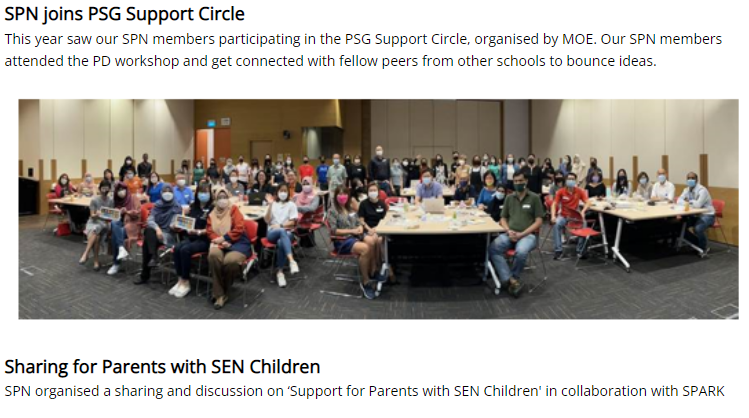 SPN joins PSG Support Circle
This year saw our SPN members participating in the PSG Support Circle, organised by MOE. Our SPN members
attended the PD workshop and get connected with fellow peers from other schools to bounce ideas.
Sharing for Parents with SEN Children
SPN organised a sharing and discussion on ‘Support for Parents with SEN Children' in collaboration with SPARK